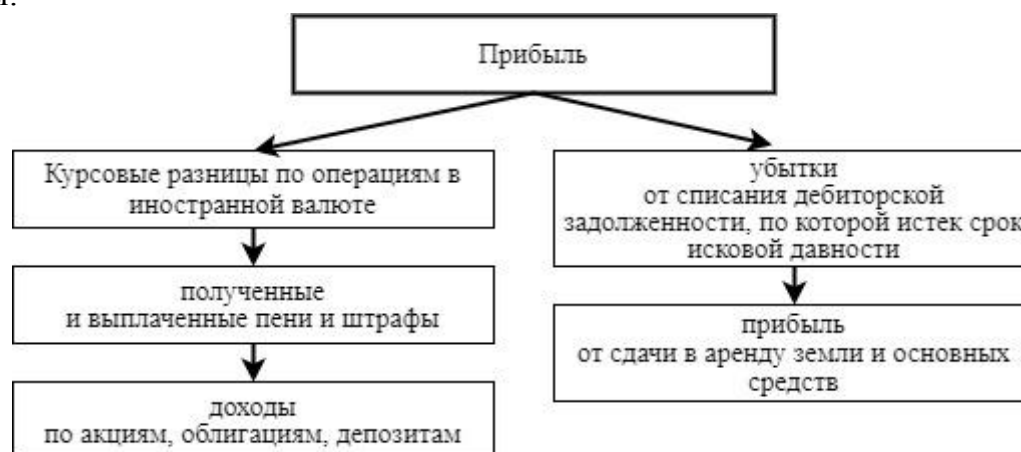 Прибыль
Курсовые разницы по операциям в
иностранной валюте
полученные
и выплаченные пени и штрафы
доходы
по акциям, облигациям, депозитам
убытки
от списания дебиторской
задолженности, по которой истек срок
исковой давности
прибыль
от сдачи в аренду земли и основных
средств